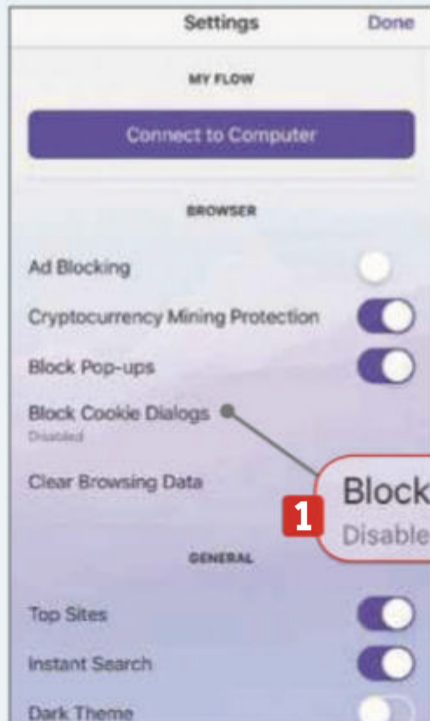 Settings Done
MY FLOW
Connect to Computer
BROWSER
Ad Blocking
Cryptocurrency Mining Protection
Block Pop-ups
Block Cookie Dialogs
Disabled
Clear Browsing Data
1
Block
Disable
GENERAL
Top Sites
Instant Search
Dark Theme